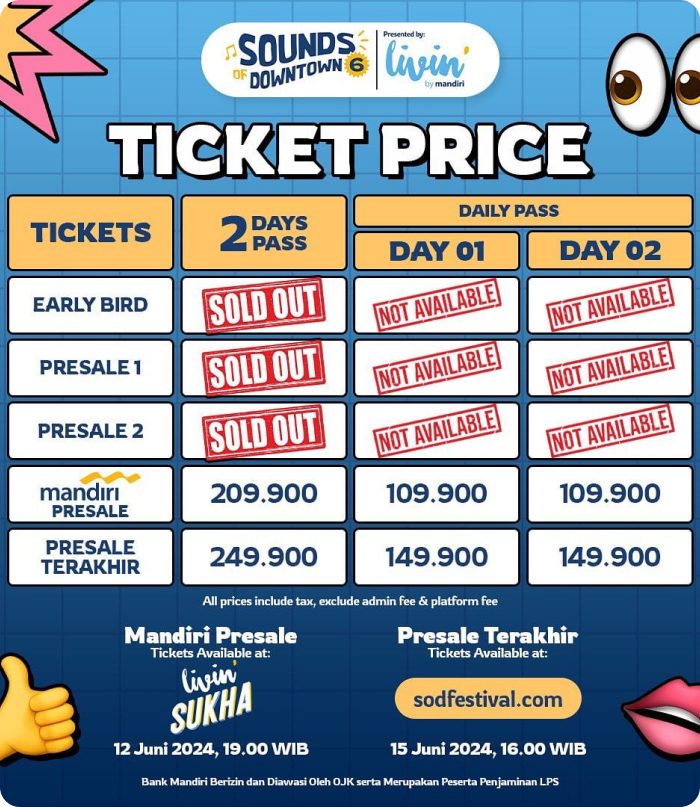 SOUNDS
OF DOWNTOWN 6
Presented by:
livin'
by mandiri
TICKET PRICE
TICKETS
2 DAYS PASS
DAILY PASS
DAY 01
DAY 02
EARLY BIRD
SOLD OUT
NOT AVAILABLE
NOT AVAILABLE
PRESALE 1
SOLD OUT
NOT AVAILABLE
NOT AVAILABLE
PRESALE 2
SOLD OUT
NOT AVAILABLE
NOT AVAILABLE
mandiri
PRESALE
209.900
109.900
109.900
PRESALE
TERAKHIR
249.900
149.900
149.900
All prices include tax, exclude admin fee & platform fee
Mandiri Presale
Tickets Available at:
livin'
SUKHA
12 Juni 2024, 19.00 WIB
Presale Terakhir
Tickets Available at:
sodfestival.com
15 Juni 2024, 16.00 WIB
Bank Mandiri Berizin dan Diawasi Oleh OJK serta Merupakan Peserta Penjaminan LPS